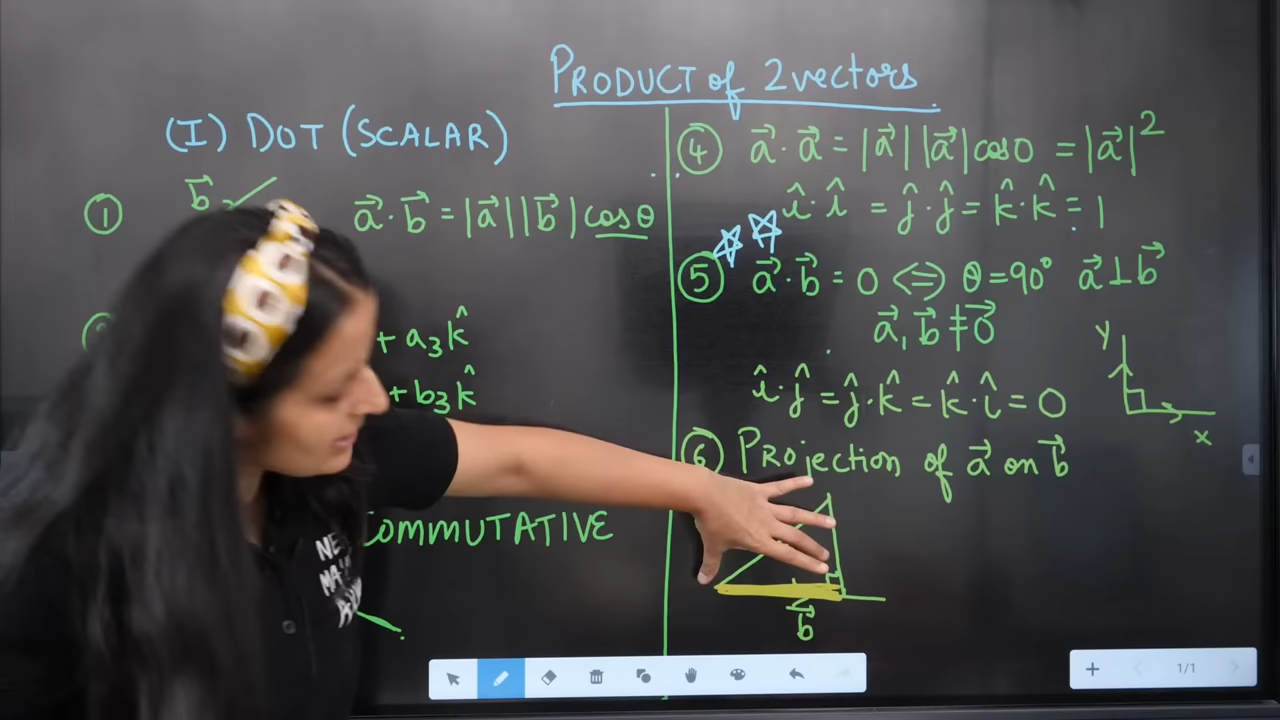 PRODUCT of 2 vectors
(I) DOT (SCALAR)
① b⃗
a⃗ · b⃗ = |a⃗| |b⃗| cosθ
+ a₃k̂
+ b₃k̂
COMMUTATIVE
④ a⃗ · a⃗ = |a⃗| |a⃗| cos0 = |a⃗|²
î · î = ĵ · ĵ = k̂ · k̂ = 1
⑤ a⃗ · b⃗ = 0 ⇔ θ = 90° a⃗ ⊥ b⃗
a⃗, b⃗ ≠ 0⃗
î · ĵ = ĵ · k̂ = k̂ · î = 0
Y
X
⑥ Projection of a⃗ on b⃗
b⃗
1/1